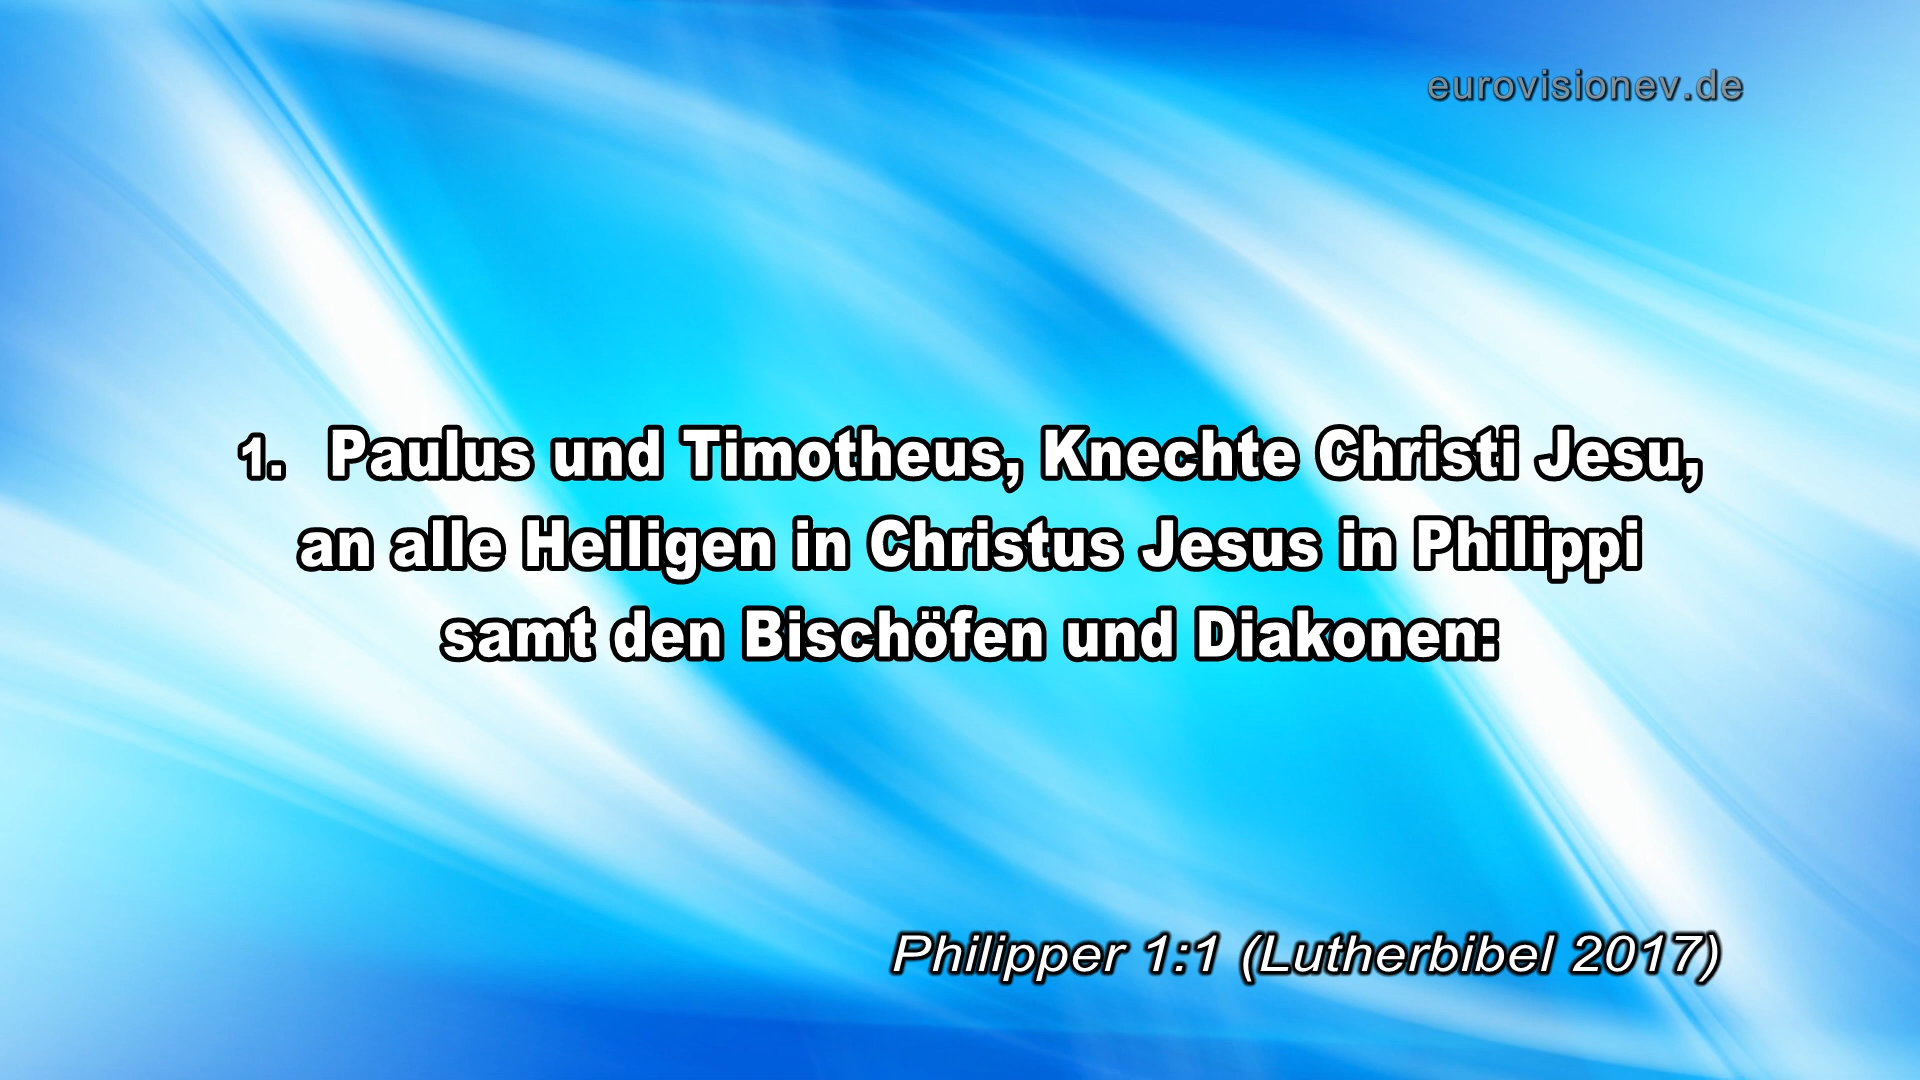 eurovisionev.de
1. Paulus und Timotheus, Knechte Christi Jesu,
an alle Heiligen in Christus Jesus in Philippi
samt den Bischöfen und Diakonen:
Philipper 1:1 (Lutherbibel 2017)